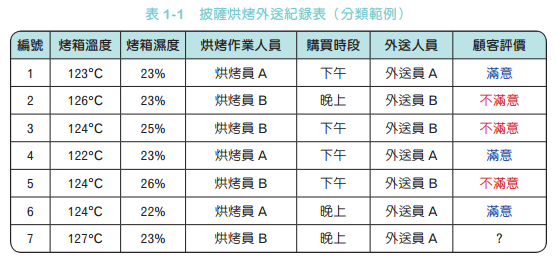 表 1-1 披薩烘烤外送紀錄表（分類範例）
編號 烤箱溫度 烤箱濕度 烘烤作業人員 購買時段 外送人員 顧客評價
1 123°C 23% 烘烤員 A 下午 外送員 A 滿意
2 126°C 23% 烘烤員 B 晚上 外送員 B 不滿意
3 124°C 25% 烘烤員 B 下午 外送員 B 不滿意
4 122°C 23% 烘烤員 A 下午 外送員 A 滿意
5 124°C 26% 烘烤員 B 下午 外送員 B 不滿意
6 124°C 22% 烘烤員 A 晚上 外送員 A 滿意
7 127°C 23% 烘烤員 B 晚上 外送員 A ?